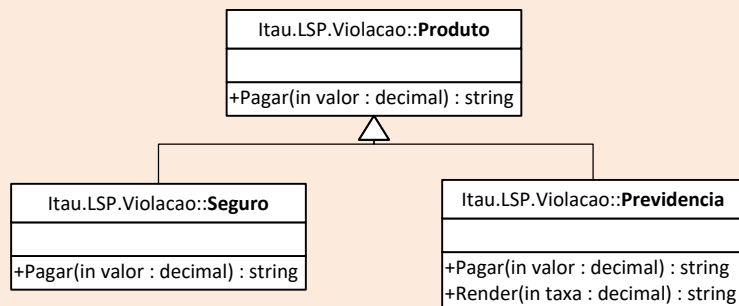 Itau.LSP.Violacao::Produto
+Pagar(in valor : decimal) : string
Itau.LSP.Violacao::Seguro
+Pagar(in valor : decimal) : string
Itau.LSP.Violacao::Previdencia
+Pagar(in valor : decimal) : string
+Render(in taxa : decimal) : string